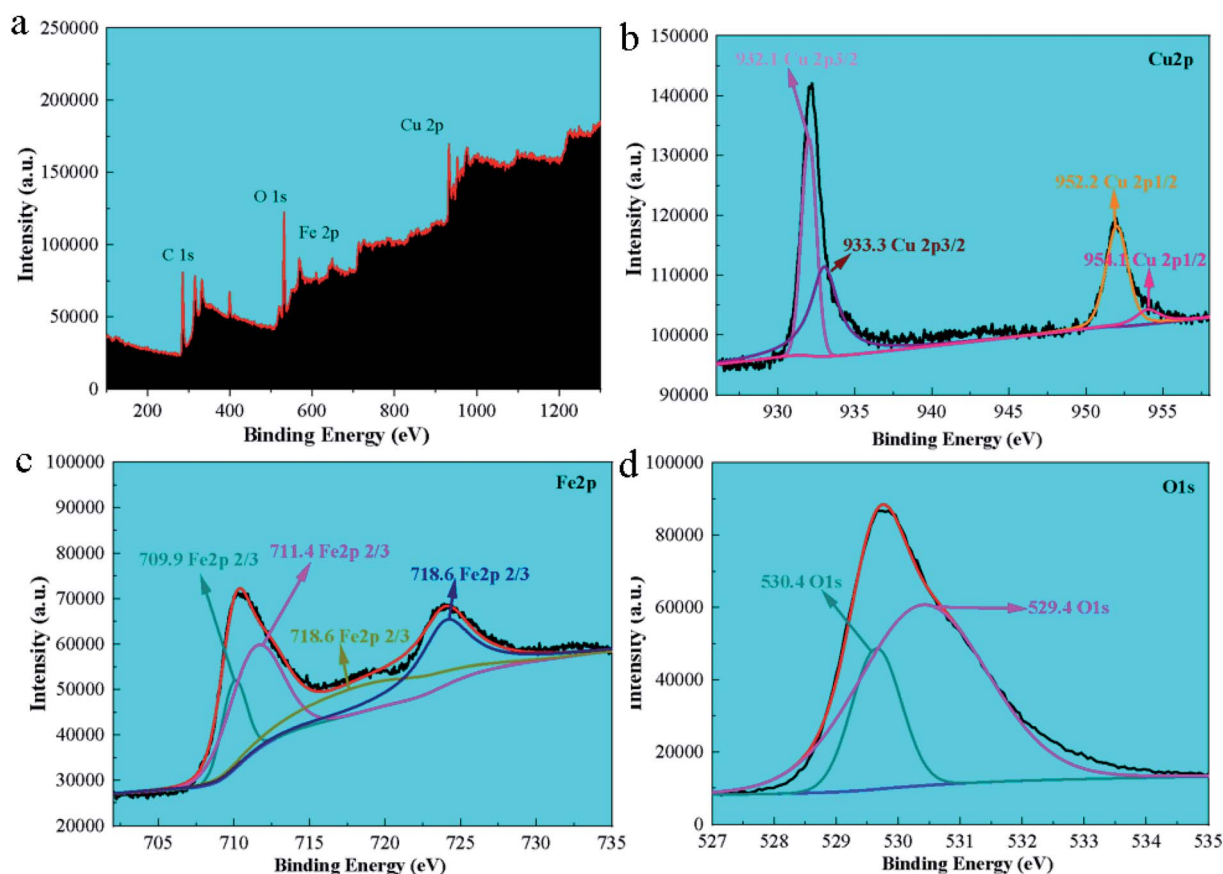 a
250000
200000
150000
100000
50000
0
Intensity (a.u.)
C 1s
O 1s
Fe 2p
Cu 2p
200 400 600 800 1000 1200
Binding Energy (eV)
b
150000
140000
130000
120000
110000
100000
90000
Intensity (a.u.)
Cu2p
932.1 Cu 2p3/2
933.3 Cu 2p3/2
952.2 Cu 2p1/2
954.1 Cu 2p1/2
930 935 940 945 950 955
Binding Energy (eV)
c
100000
90000
80000
70000
60000
50000
40000
30000
20000
Intensity (a.u.)
Fe2p
709.9 Fe2p 2/3
711.4 Fe2p 2/3
718.6 Fe2p 2/3
718.6 Fe2p 2/3
705 710 715 720 725 730 735
Binding Energy (eV)
d
100000
80000
60000
40000
20000
0
Intensity (a.u.)
O1s
530.4 O1s
529.4 O1s
527 528 529 530 531 532 533 534 535
Binding Energy (eV)